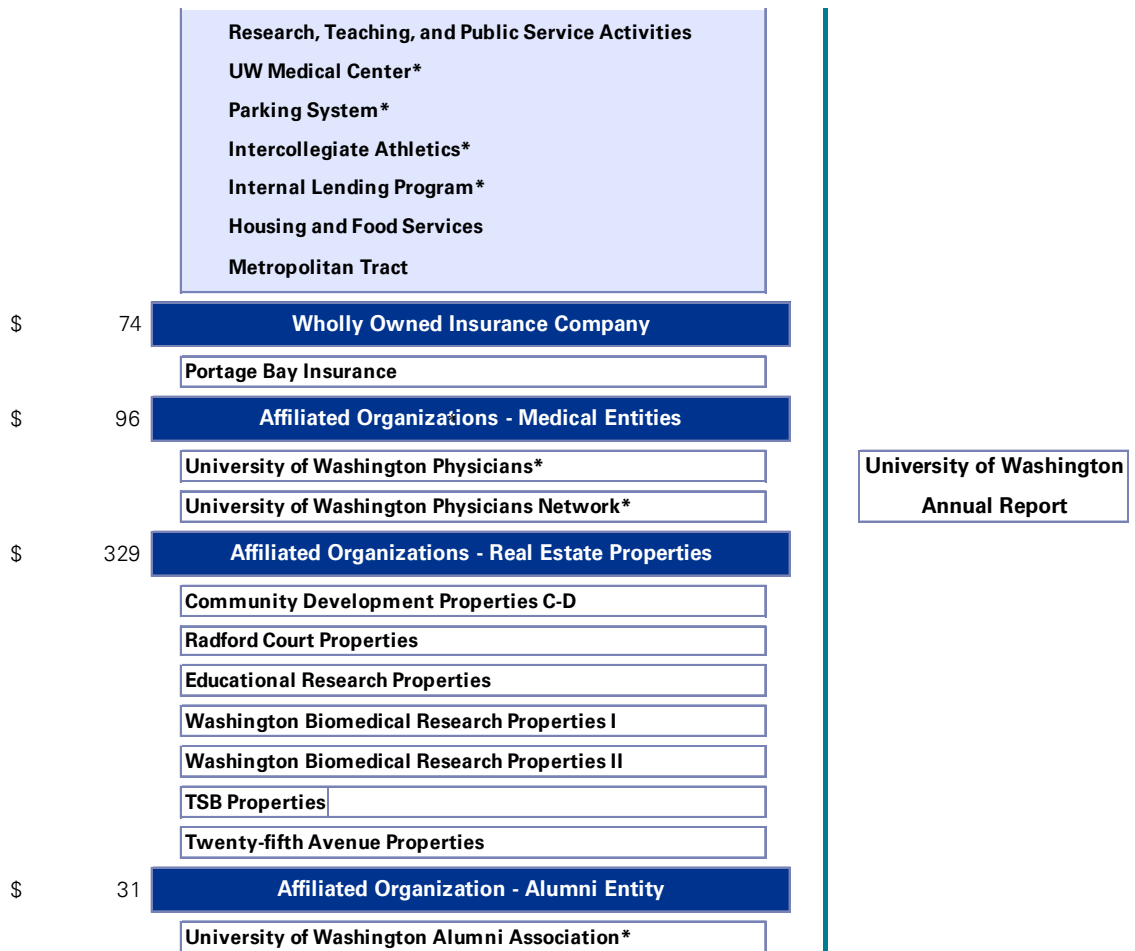 Research, Teaching, and Public Service Activities
UW Medical Center*
Parking System*
Intercollegiate Athletics*
Internal Lending Program*
Housing and Food Services
Metropolitan Tract
$ 74 Wholly Owned Insurance Company
Portage Bay Insurance
$ 96 Affiliated Organizations - Medical Entities
University of Washington Physicians*
University of Washington Physicians Network*
$ 329 Affiliated Organizations - Real Estate Properties
Community Development Properties C-D
Radford Court Properties
Educational Research Properties
Washington Biomedical Research Properties I
Washington Biomedical Research Properties II
TSB Properties
Twenty-fifth Avenue Properties
$ 31 Affiliated Organization - Alumni Entity
University of Washington Alumni Association*
University of Washington
Annual Report